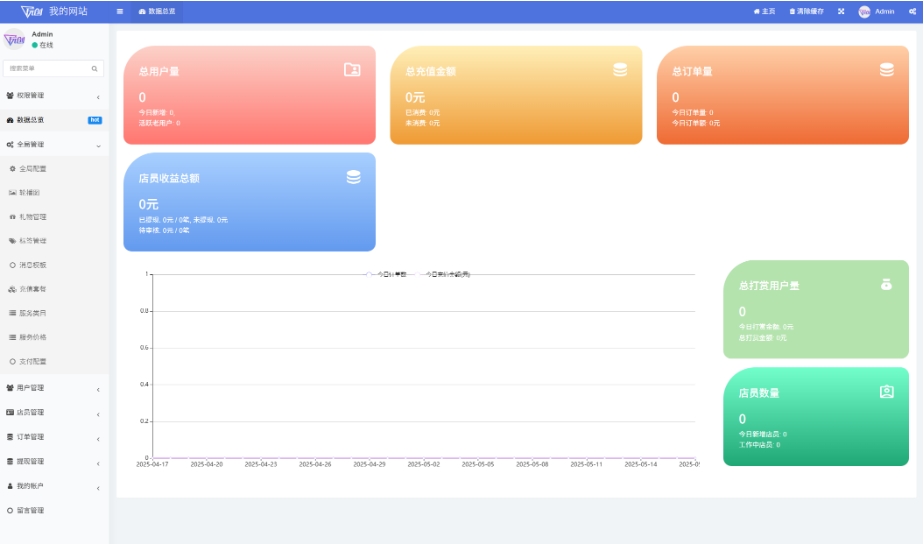 我的网站
数据总览
主页
清除缓存
Admin
Admin
在线
搜索菜单
权限管理
数据总览 hot
全局管理
全局配置
轮播图
礼物管理
标签管理
消息模板
充值套餐
服务类目
服务价格
支付配置
用户管理
店员管理
订单管理
提现管理
我的账户
留言管理
总用户量
0
今日新增: 0,
活跃老用户: 0
总充值金额
0元
已消费: 0元
未消费: 0元
总订单量
0
今日订单量: 0
今日订单额: 0元
店员收益总额
0元
已提现: 0元 / 0笔, 未提现: 0元
待审核: 0元 / 0笔
今日订单额
1
0.8
0.6
0.4
0.2
0
2025-04-17 2025-04-20 2025-04-23 2025-04-26 2025-04-29 2025-05-02 2025-05-05 2025-05-08 2025-05-11 2025-05-14
总打赏用户量
0
今日打赏金额: 0元
总打赏金额: 0元
店员数量
0
今日新增店员: 0
工作中店员: 0